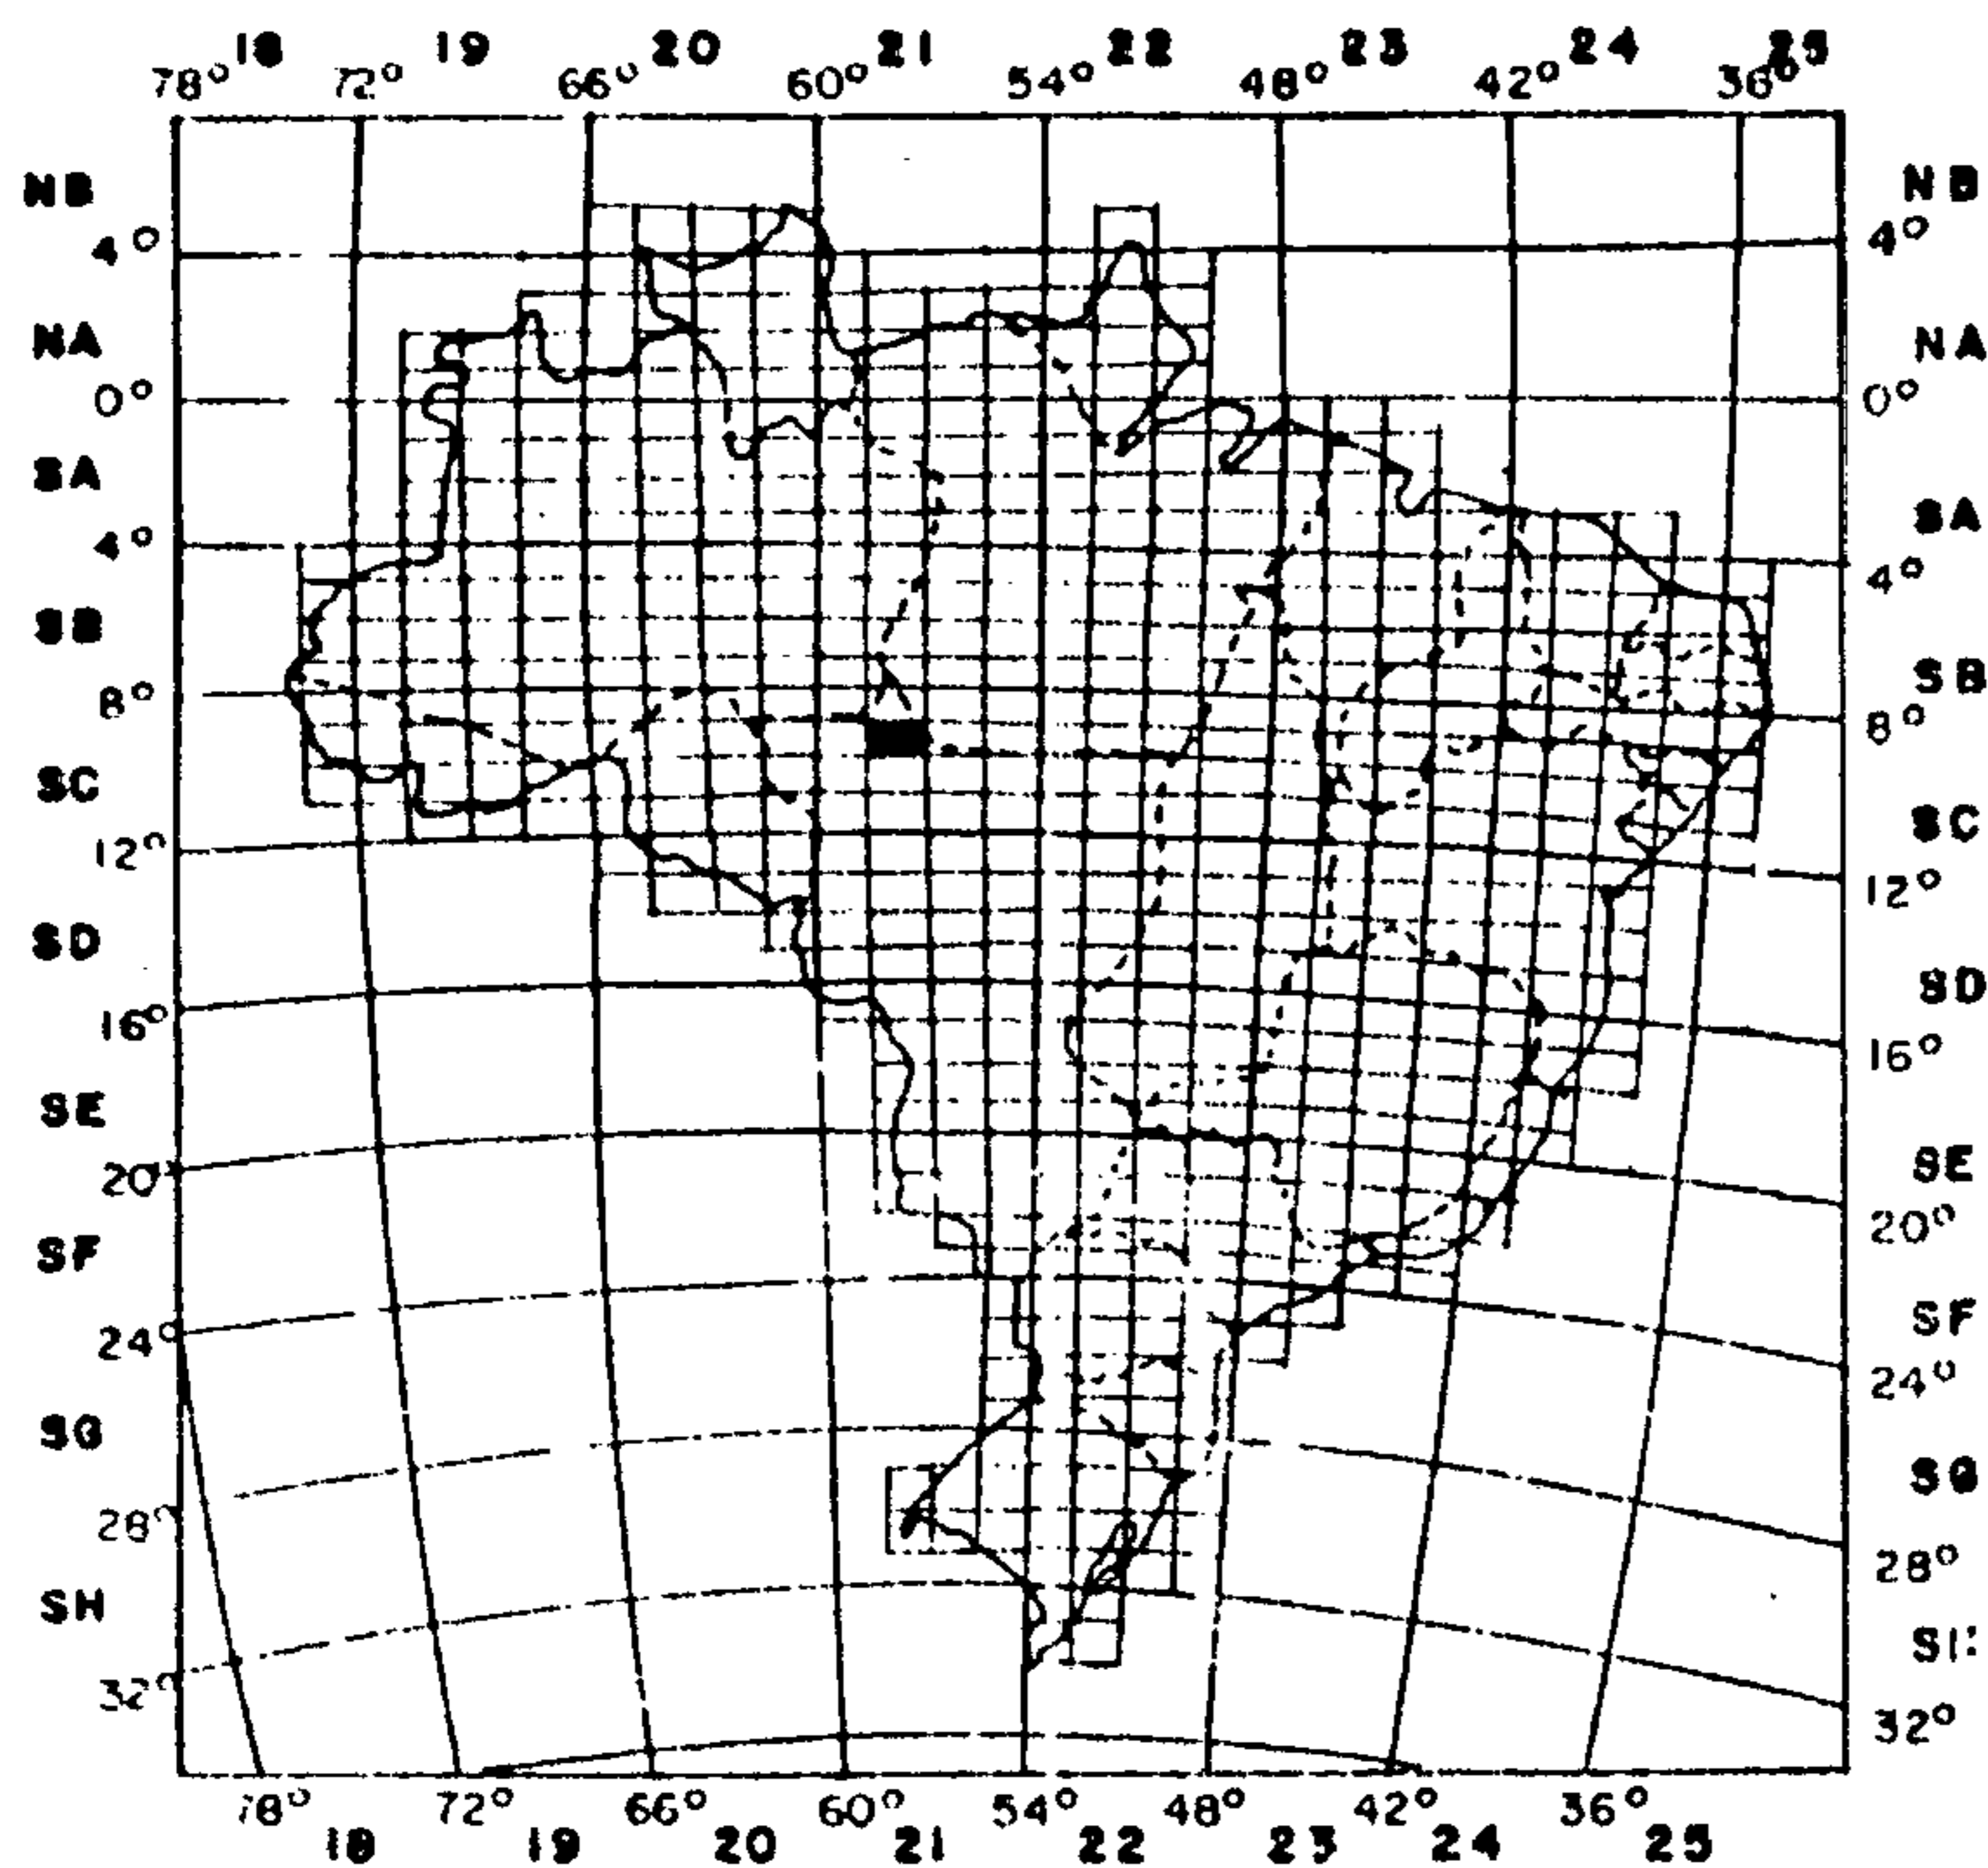 18 19 20 21 22 23 24 25
78° 72° 66° 60° 54° 48° 42° 36°
NB NB
4° 4°
NA NA
0° 0°
SA SA
4° 4°
SB SB
8° 8°
SC SC
12° 12°
SD SD
16° 16°
SE SE
20° 20°
SF SF
24° 24°
SG SG
28° 28°
SH
32° 32°
78° 72° 66° 60° 54° 48° 42° 36°
18 19 20 21 22 23 24 25